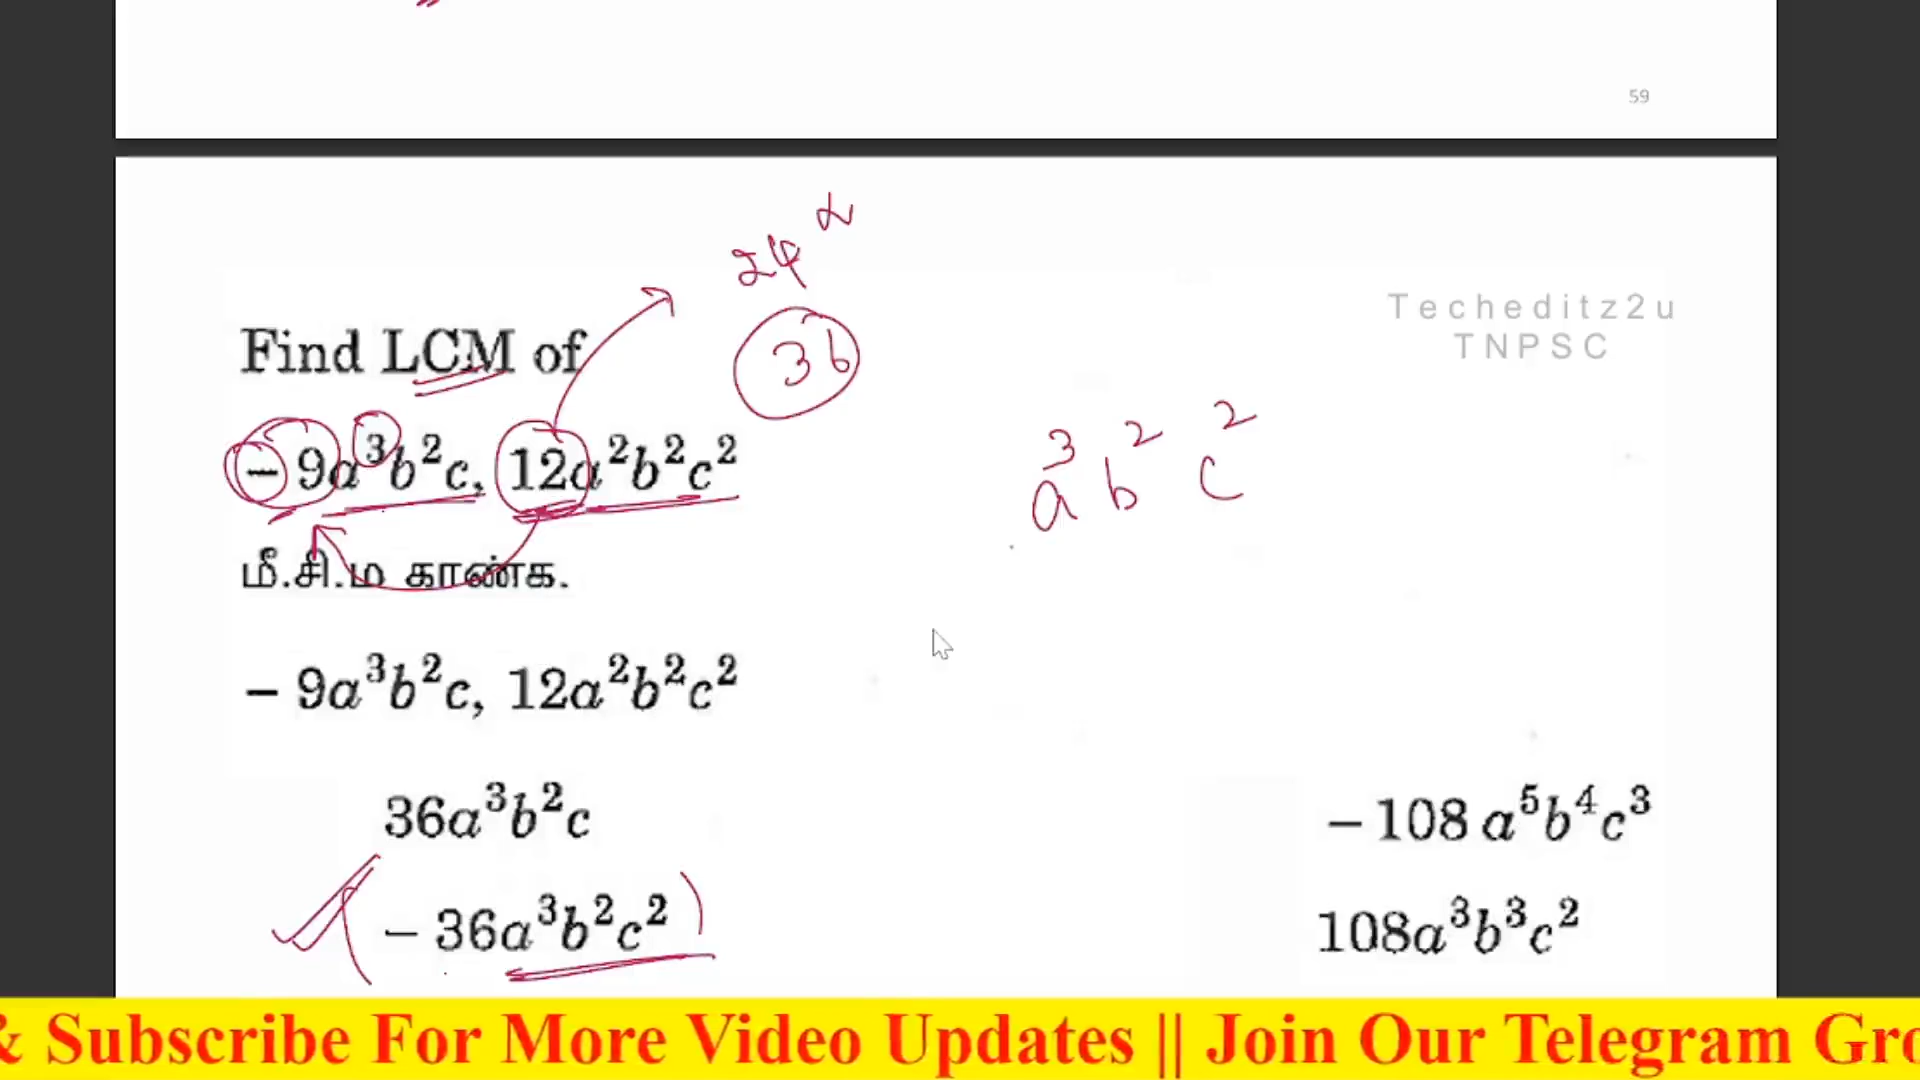 59
24
36
Techeditz2u
TNPSC
Find LCM of
− 9a³b²c, 12a²b²c²
a³ b² c²
மீ.சி.ம காண்க.
− 9a³b²c, 12a²b²c²
36a³b²c
− 108 a⁵b⁴c³
− 36a³b²c²
108a³b³c²
& Subscribe For More Video Updates || Join Our Telegram Gro